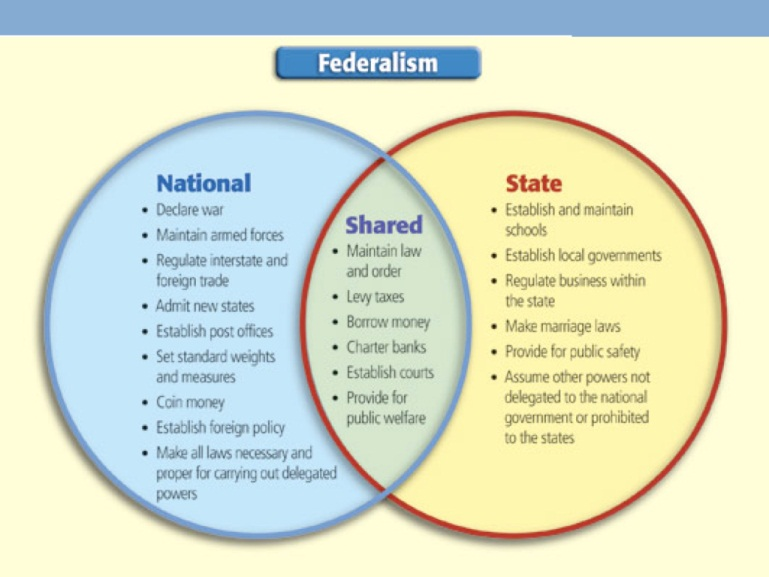 Federalism
National
• Declare war
• Maintain armed forces
• Regulate interstate and
foreign trade
• Admit new states
• Establish post offices
• Set standard weights
and measures
• Coin money
• Establish foreign policy
• Make all laws necessary and
proper for carrying out delegated
powers
Shared
• Maintain law
and order
• Levy taxes
• Borrow money
• Charter banks
• Establish courts
• Provide for
public welfare
State
• Establish and maintain
schools
• Establish local governments
• Regulate business within
the state
• Make marriage laws
• Provide for public safety
• Assume other powers not
delegated to the national
government or prohibited
to the states